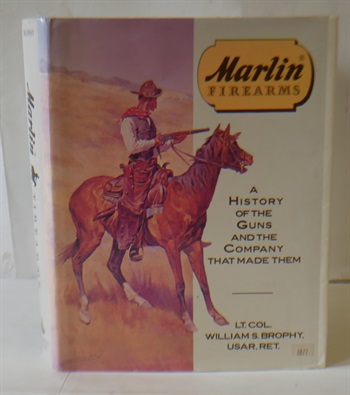 Marlin
FIREARMS
Marlin
®
FIREARMS
A
HISTORY
OF THE
GUNS
AND THE
COMPANY
THAT MADE THEM
LT. COL.
WILLIAM S. BROPHY,
USAR, RET.